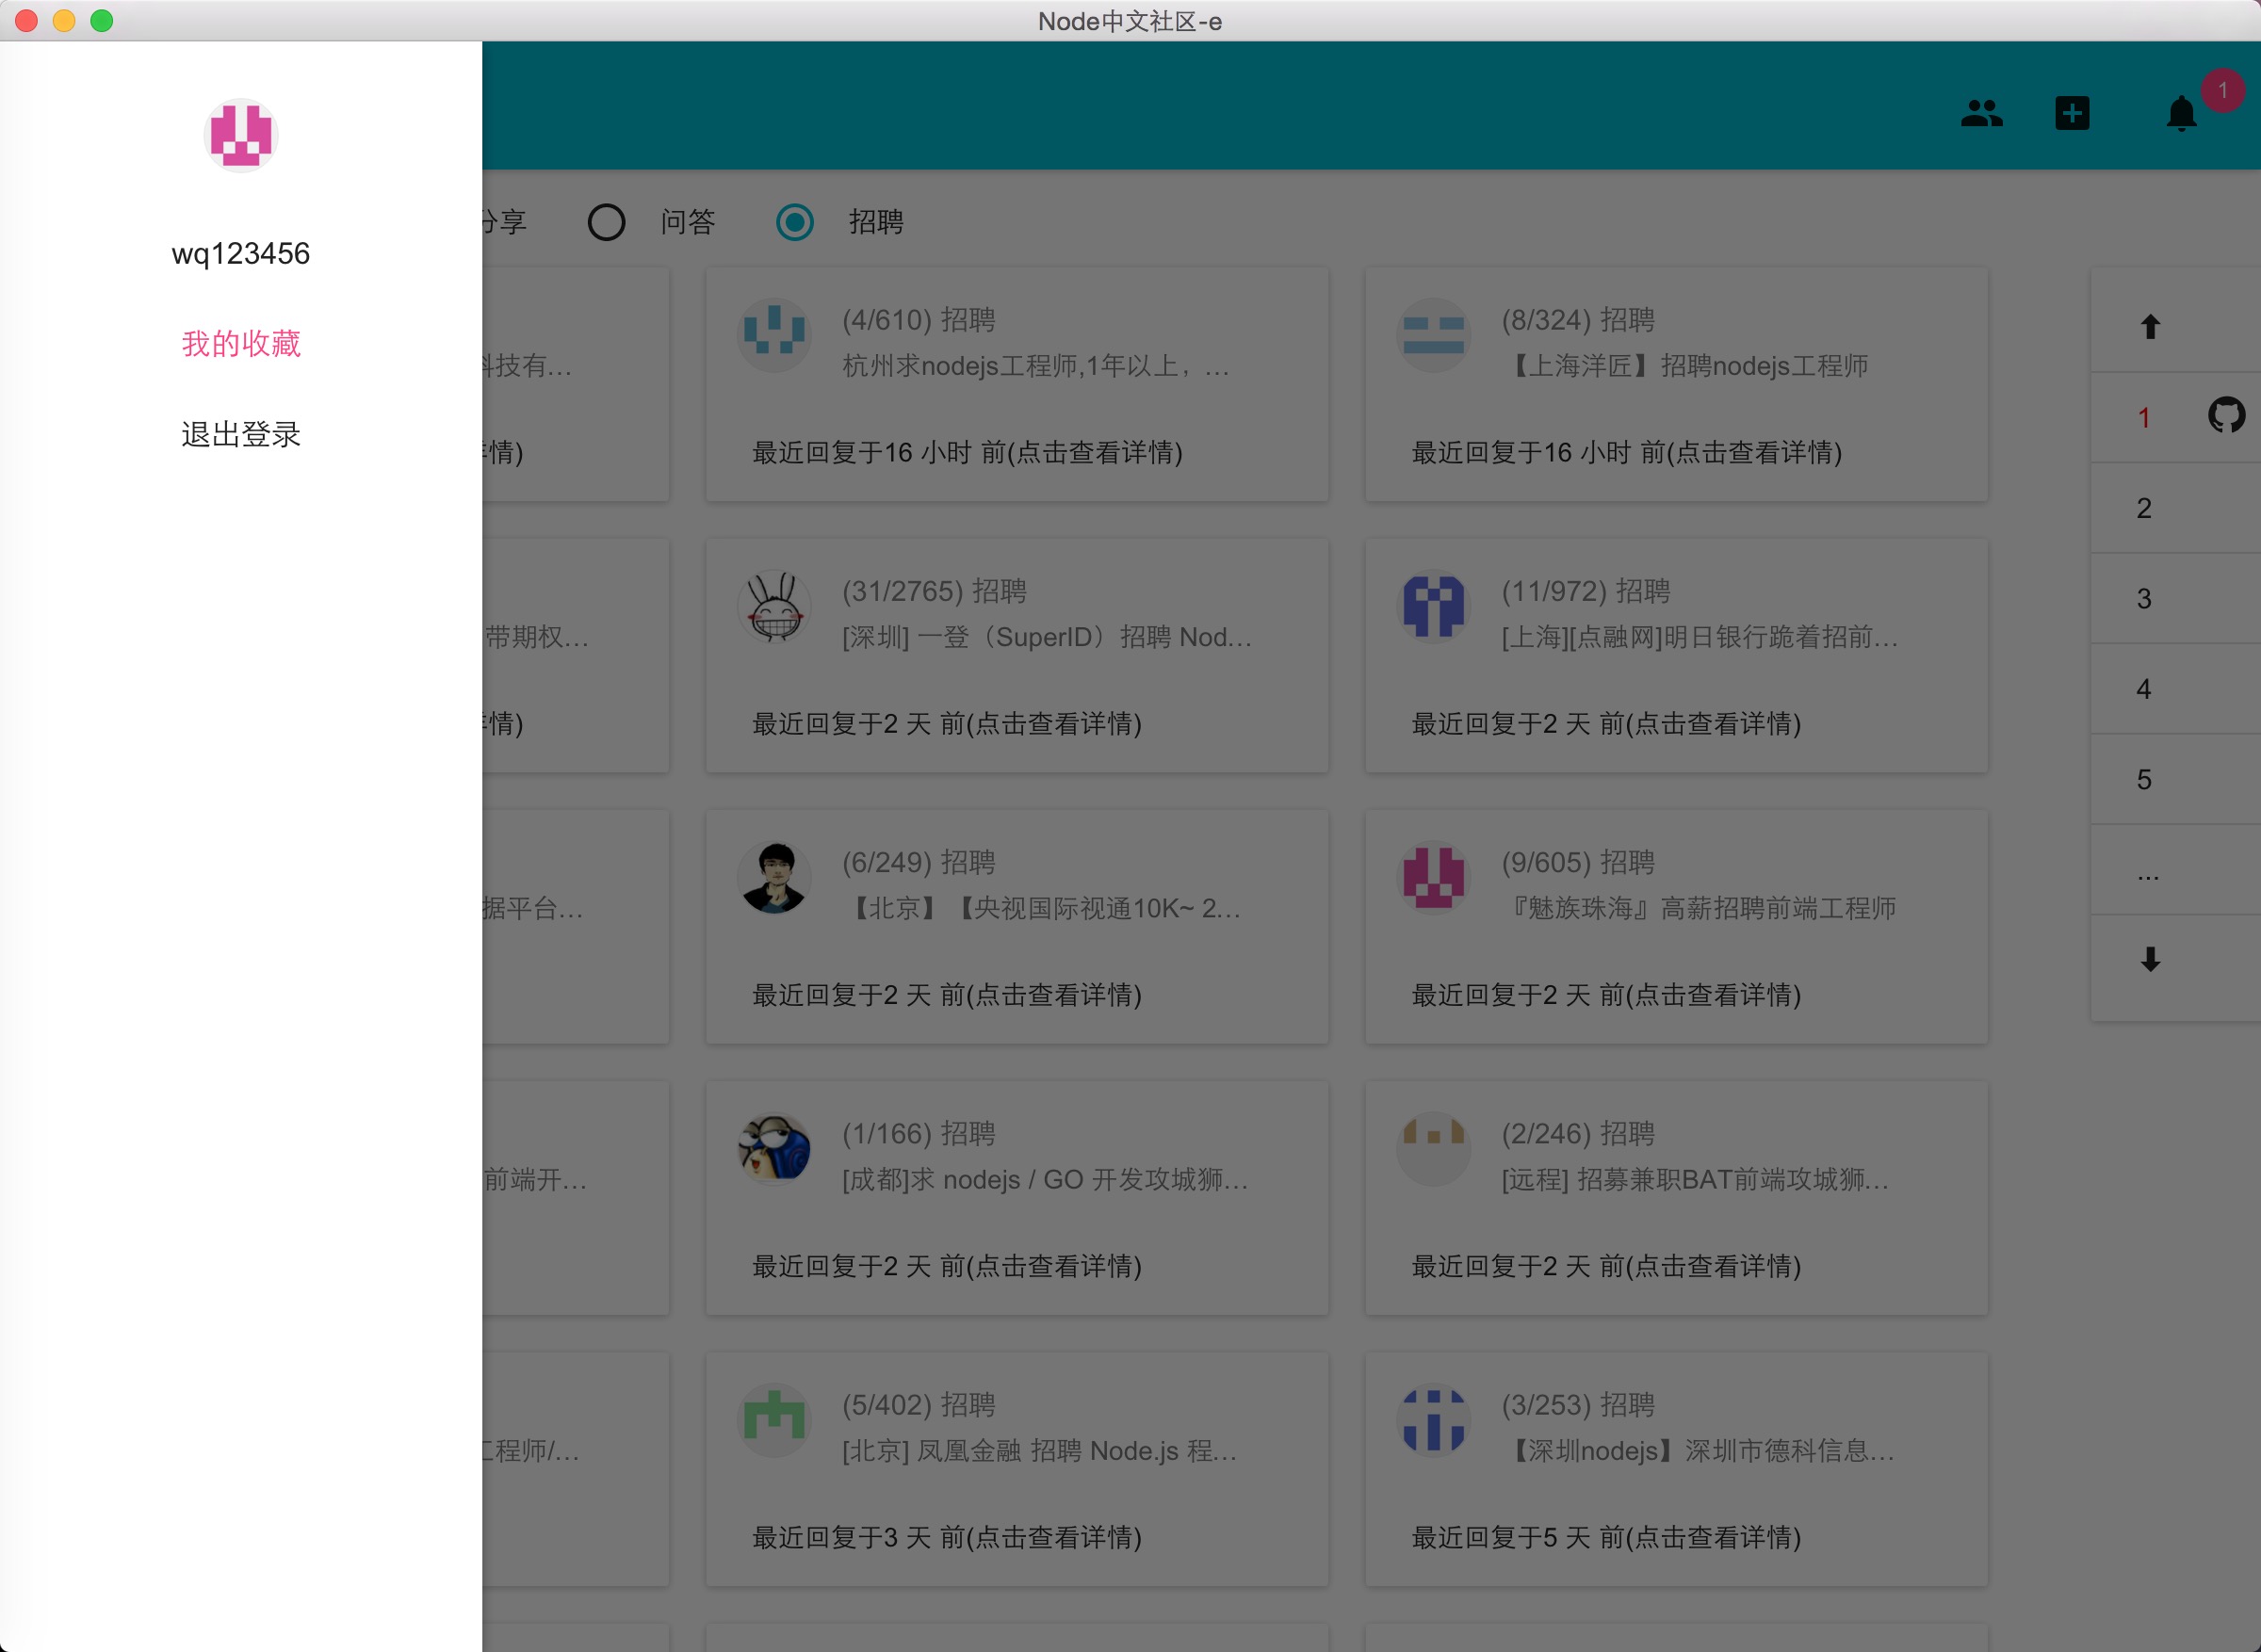 Node中文社区-e
1
wq123456
我的收藏
退出登录
分享 问答 招聘
科技有...
详情)
(4/610) 招聘
杭州求nodejs工程师,1年以上，...
最近回复于16 小时 前(点击查看详情)
(8/324) 招聘
【上海洋匠】招聘nodejs工程师
最近回复于16 小时 前(点击查看详情)
带期权...
详情)
(31/2765) 招聘
[深圳] 一登（SuperID）招聘 Nod...
最近回复于2 天 前(点击查看详情)
(11/972) 招聘
[上海][点融网]明日银行跪着招前...
最近回复于2 天 前(点击查看详情)
据平台...
(6/249) 招聘
【北京】【央视国际视通10K~ 2...
最近回复于2 天 前(点击查看详情)
(9/605) 招聘
『魅族珠海』高薪招聘前端工程师
最近回复于2 天 前(点击查看详情)
前端开...
(1/166) 招聘
[成都]求 nodejs / GO 开发攻城狮...
最近回复于2 天 前(点击查看详情)
(2/246) 招聘
[远程] 招募兼职BAT前端攻城狮...
最近回复于2 天 前(点击查看详情)
工程师/...
(5/402) 招聘
[北京] 凤凰金融 招聘 Node.js 程...
最近回复于3 天 前(点击查看详情)
(3/253) 招聘
【深圳nodejs】深圳市德科信息...
最近回复于5 天 前(点击查看详情)
1
2
3
4
5
...